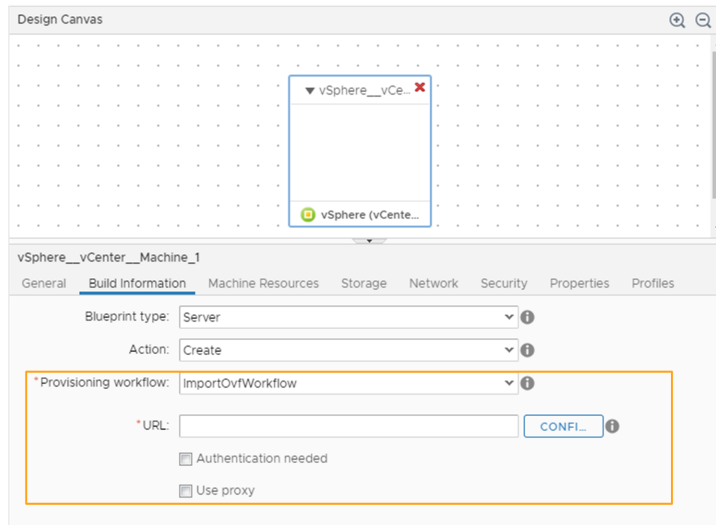 Design Canvas
vSphere__vCe...
vSphere (vCente...
vSphere__vCenter__Machine_1
General Build Information Machine Resources Storage Network Security Properties Profiles
Blueprint type: Server
Action: Create
*Provisioning workflow: ImportOvfWorkflow
*URL: CONFI...
Authentication needed
Use proxy